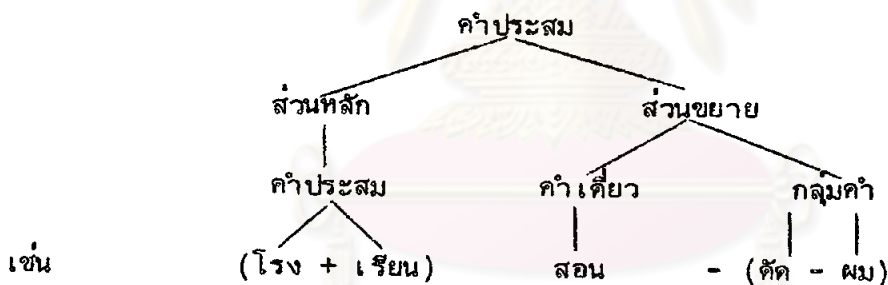 คำประสม
ส่วนหลัก ส่วนขยาย
คำประสม คำเดี่ยว กลุ่มคำ
เช่น (โรง + เรียน) สอน - (ตัด - ผม)